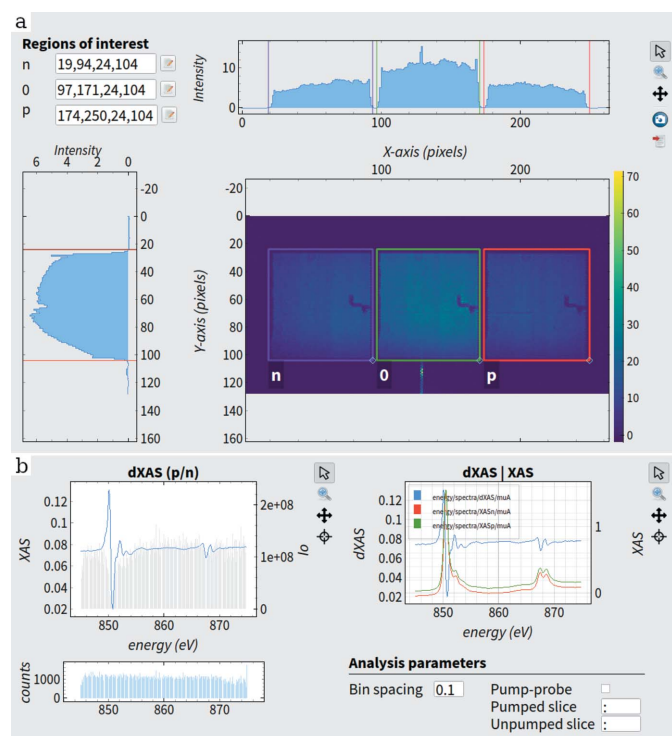 a
Regions of interest
n 19,94,24,104
0 97,171,24,104
p 174,250,24,104
Intensity
10
0
0 100 200
X-axis (pixels)
Intensity
6 4 2 0
-20
0
20
40
60
80
100
120
140
160
100 200
Y-axis (pixels)
-20
0
20
40
60
80
100
120
140
160
n 0 p
70
60
50
40
30
20
10
0
b
dXAS (p/n)
XAS
0.12
0.10
0.08
0.06
0.04
0.02
2e+08
1e+08
0
Io
850 860 870
energy (eV)
counts
1000
0
850 860 870
dXAS | XAS
energy/spectra/dXAS/muA
energy/spectra/XASn/muA
energy/spectra/XAS0/muA
dXAS
0.12
0.10
0.08
0.06
0.04
0.02
1
0
XAS
850 860 870
energy (eV)
Analysis parameters
Bin spacing 0.1
Pump-probe
Pumped slice :
Unpumped slice :